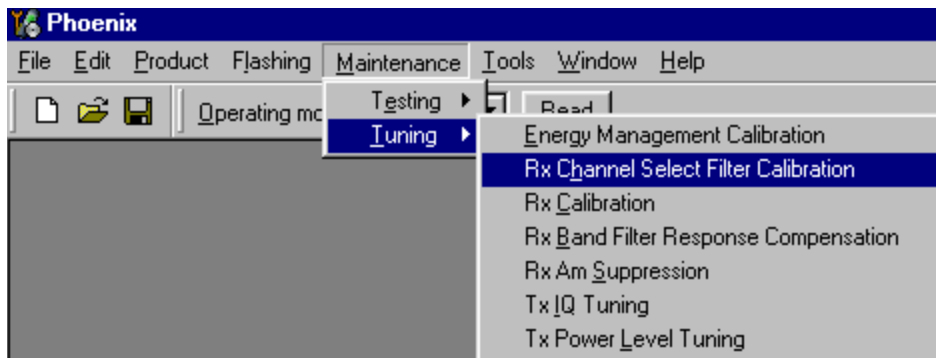 Phoenix
File Edit Product Flashing Maintenance Tools Window Help
Operating Read
Testing
Tuning
Energy Management Calibration
Rx Channel Select Filter Calibration
Rx Calibration
Rx Band Filter Response Compensation
Rx Am Suppression
Tx IQ Tuning
Tx Power Level Tuning